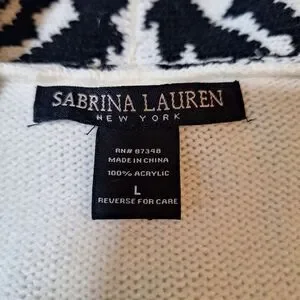 SABRINA LAUREN
NEW YORK
RN# 87348
MADE IN CHINA
100% ACRYLIC
L
REVERSE FOR CARE